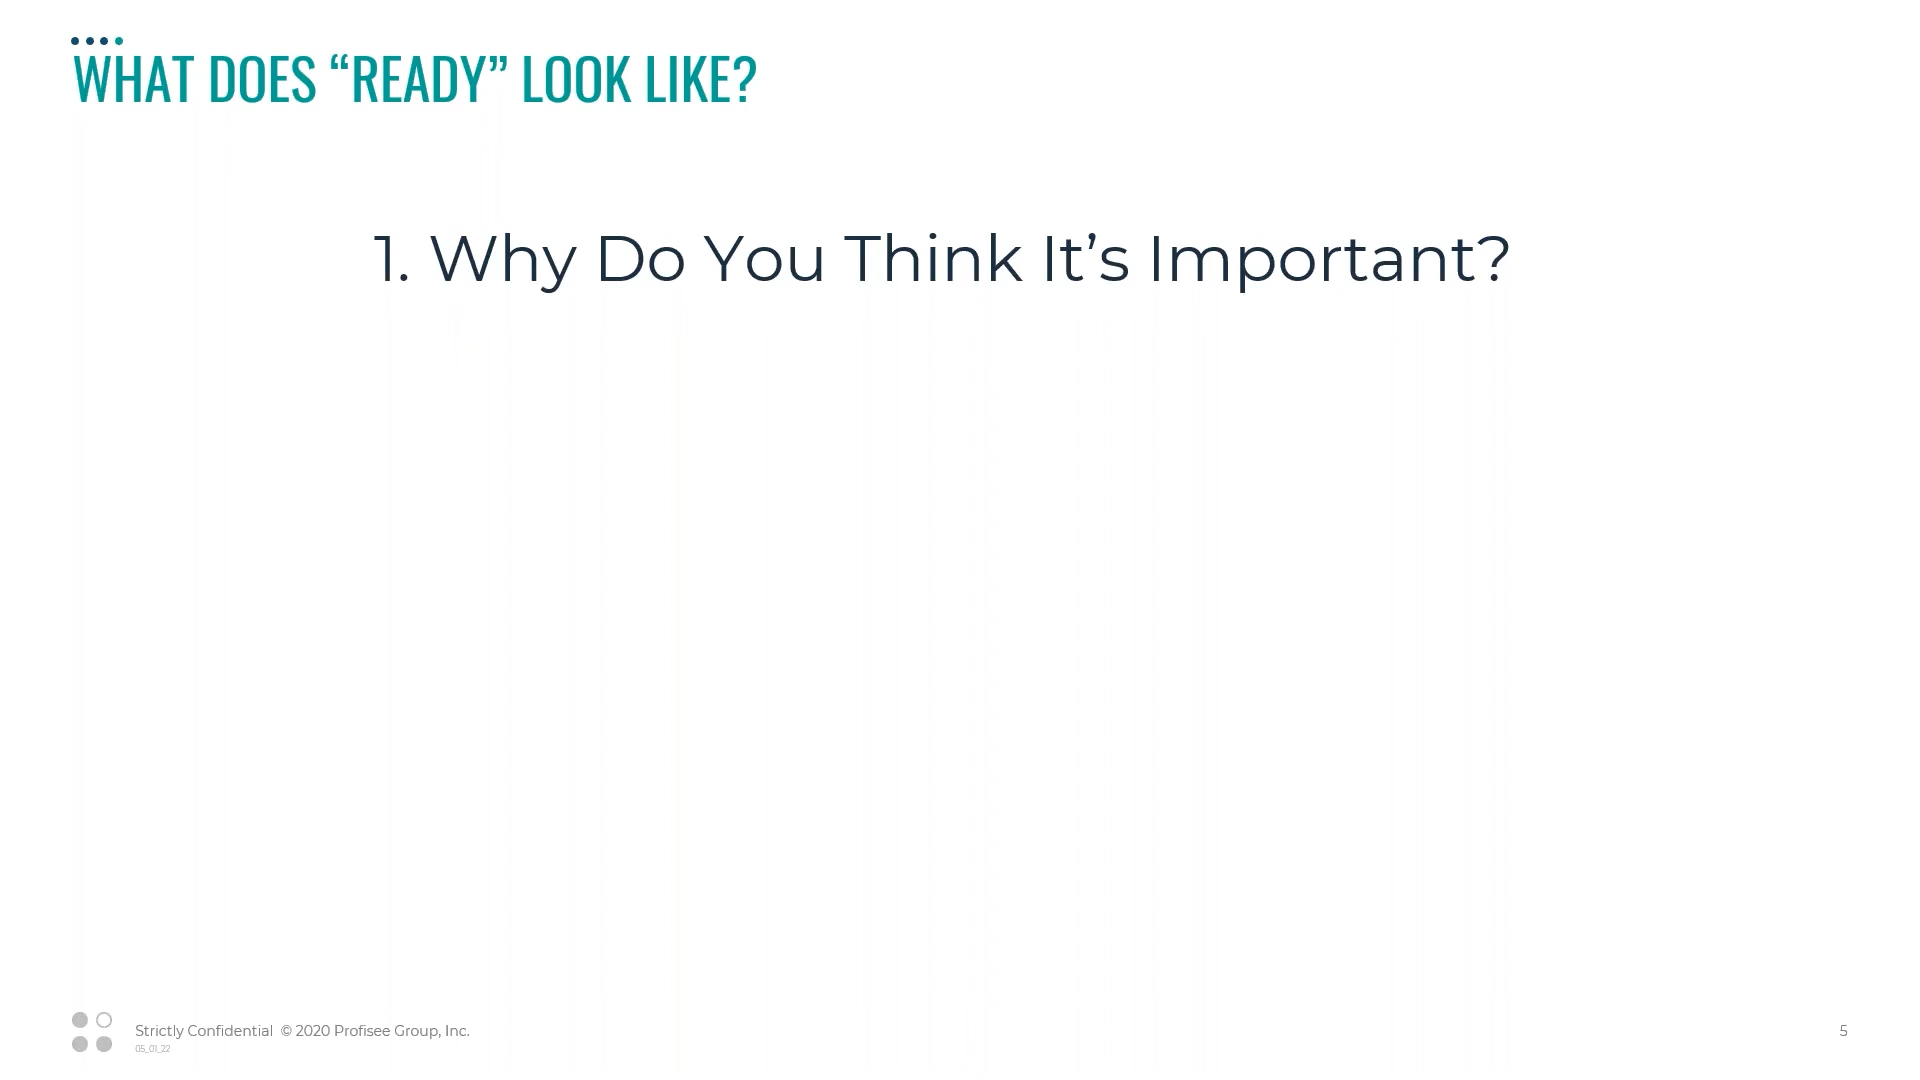 WHAT DOES “READY” LOOK LIKE?
1. Why Do You Think It’s Important?
Strictly Confidential © 2020 Profisee Group, Inc.
05_01_22
5